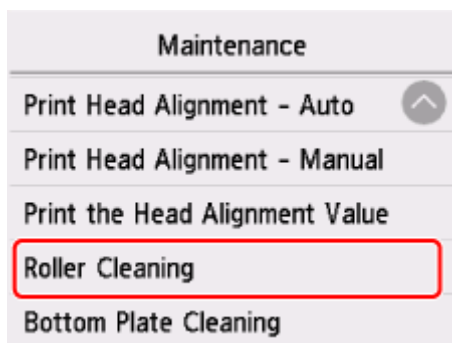 Maintenance
Print Head Alignment - Auto
Print Head Alignment - Manual
Print the Head Alignment Value
Roller Cleaning
Bottom Plate Cleaning